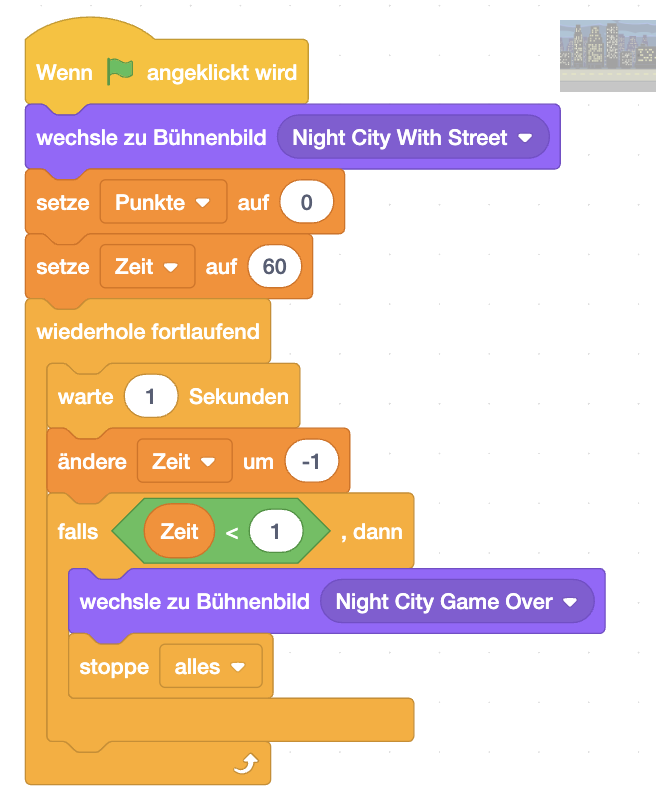 Wenn angeklickt wird
wechsle zu Bühnenbild Night City With Street
setze Punkte auf 0
setze Zeit auf 60
wiederhole fortlaufend
warte 1 Sekunden
ändere Zeit um -1
falls Zeit < 1 , dann
wechsle zu Bühnenbild Night City Game Over
stoppe alles